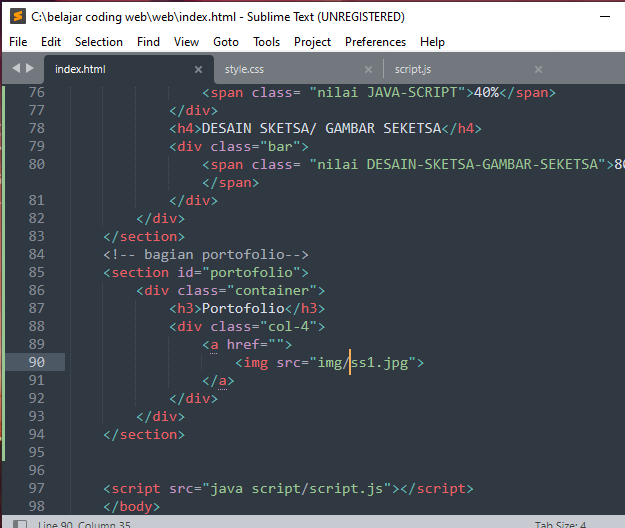 C:\belajar coding web\web\index.html - Sublime Text (UNREGISTERED)
File Edit Selection Find View Goto Tools Project Preferences Help
index.html × style.css × script.js ×
76 <span class= "nilai JAVA-SCRIPT">40%</span>
77 </div>
78 <h4>DESAIN SKETSA/ GAMBAR SEKETSA</h4>
79 <div class="bar">
80 <span class= "nilai DESAIN-SKETSA-GAMBAR-SEKETSA">80
</span>
81 </div>
82 </div>
83 </section>
84 <!-- bagian portofolio-->
85 <section id="portofolio">
86 <div class="container">
87 <h3>Portofolio</h3>
88 <div class="col-4">
89 <a href="">
90 <img src="img/ss1.jpg">
91 </a>
92 </div>
93 </div>
94 </section>
95
96
97 <script src="java script/script.js"></script>
98 </body>
Line 90, Column 35 Tab Size: 4